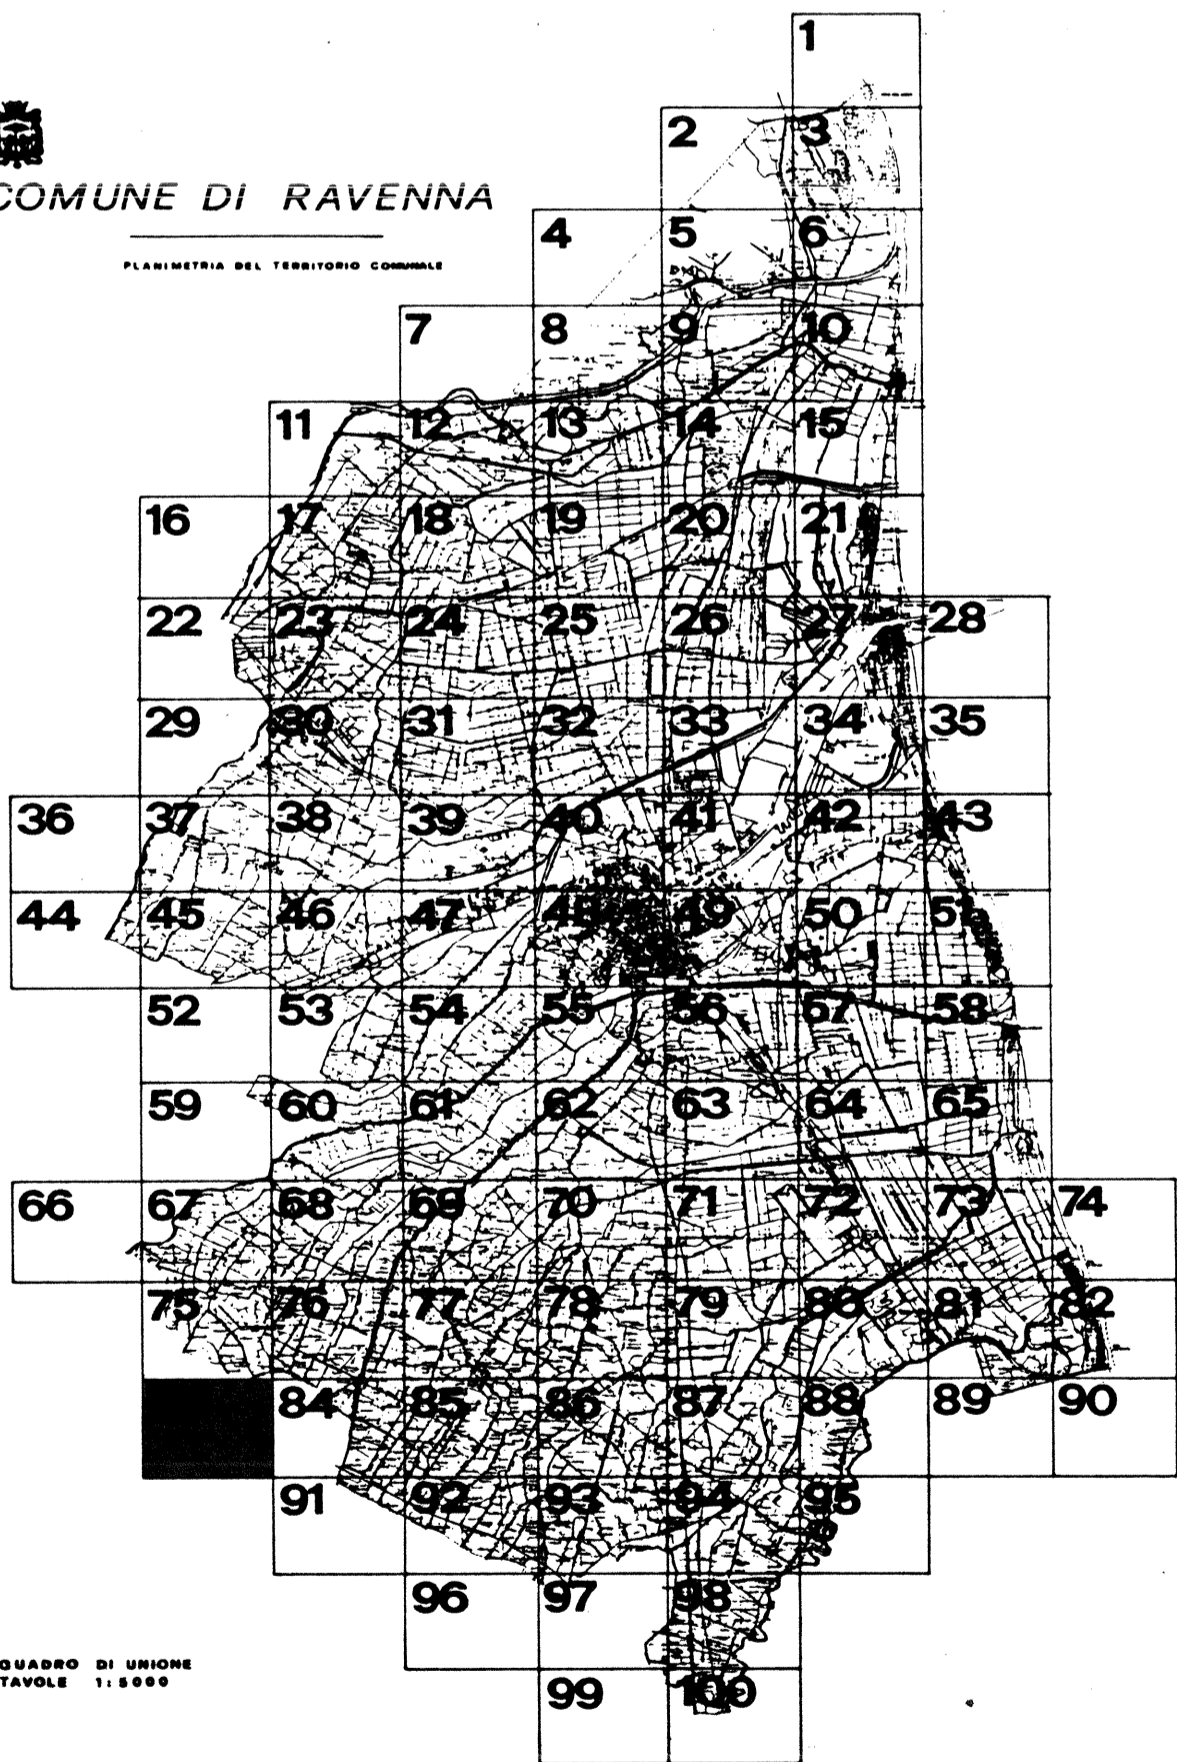 COMUNE DI RAVENNA
PLANIMETRIA DEL TERRITORIO COMUNALE
1
2 3
4 5 6
7 8 9 10
11 12 13 14 15
16 17 18 19 20 21
22 23 24 25 26 27 28
29 30 31 32 33 34 35
36 37 38 39 40 41 42 43
44 45 46 47 48 49 50 51
52 53 54 55 56 57 58
59 60 61 62 63 64 65
66 67 68 69 70 71 72 73 74
75 76 77 78 79 80 81 82
84 85 86 87 88 89 90
91 92 93 94 95
96 97 98
99 100
QUADRO DI UNIONE
TAVOLE 1:5000